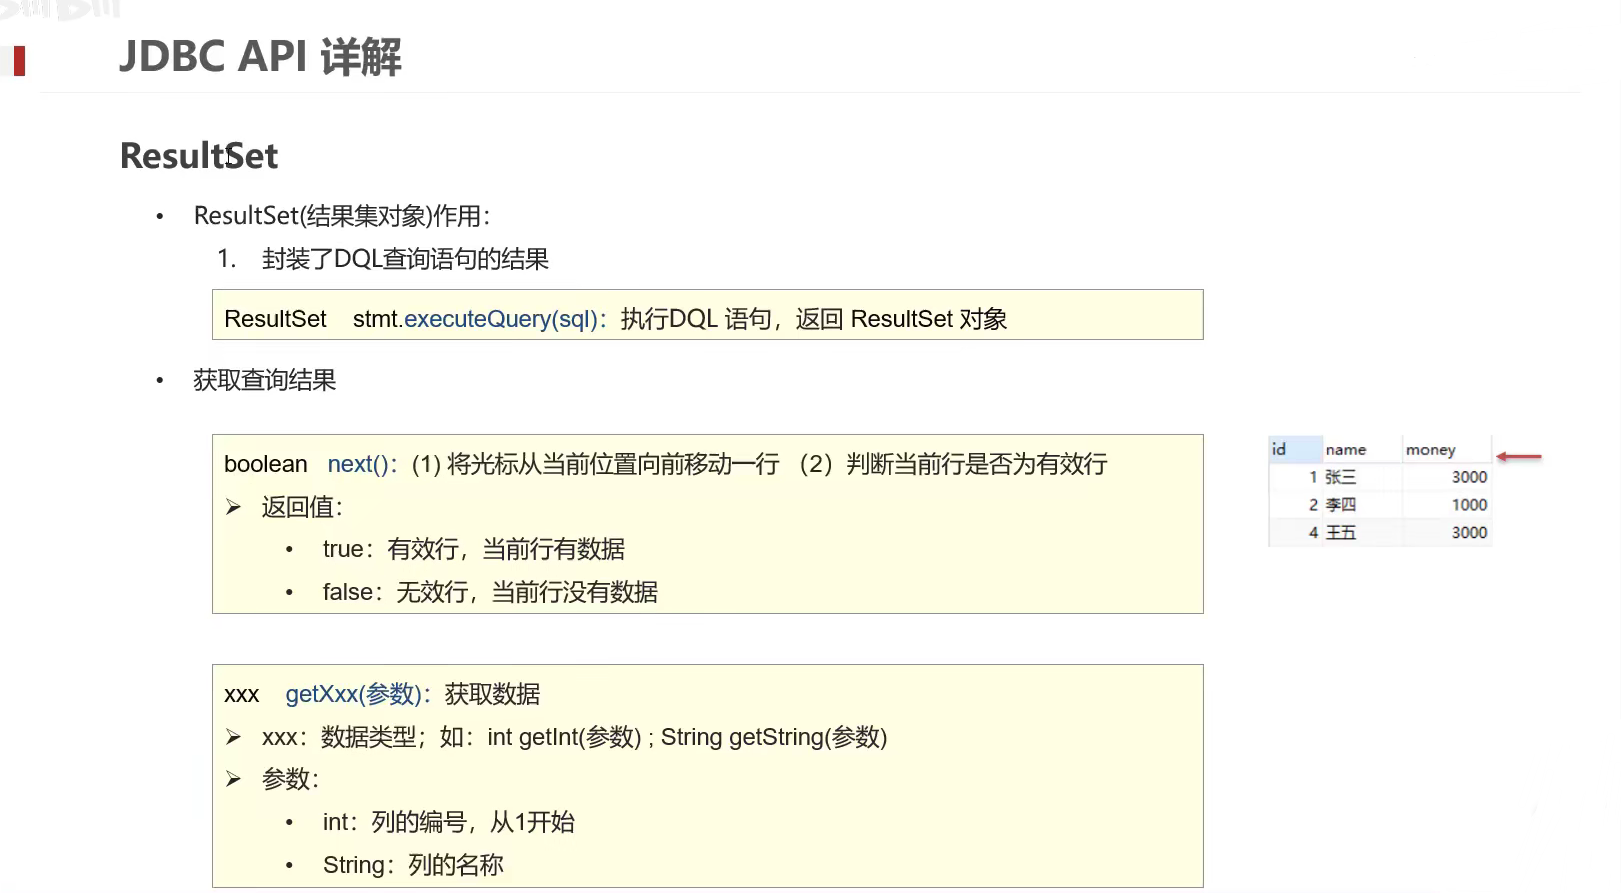 JDBC API 详解
ResultSet
• ResultSet(结果集对象)作用：
1. 封装了DQL查询语句的结果
ResultSet stmt.executeQuery(sql)：执行DQL 语句，返回 ResultSet 对象
• 获取查询结果
boolean next()：(1) 将光标从当前位置向前移动一行 （2）判断当前行是否为有效行
➢ 返回值：
• true：有效行，当前行有数据
• false：无效行，当前行没有数据
id name money
1 张三 3000
2 李四 1000
4 王五 3000
xxx getXxx(参数)：获取数据
➢ xxx：数据类型；如：int getInt(参数) ; String getString(参数)
➢ 参数：
• int：列的编号，从1开始
• String：列的名称